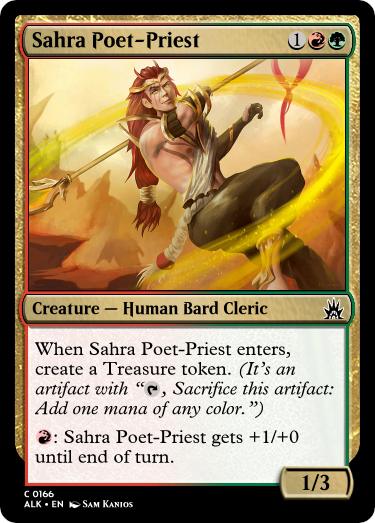 Sahra Poet-Priest 1
Creature — Human Bard Cleric
When Sahra Poet-Priest enters,
create a Treasure token. (It's an
artifact with “, Sacrifice this artifact:
Add one mana of any color.”)
: Sahra Poet-Priest gets +1/+0
until end of turn.
1/3
C 0166
ALK • EN Sam Kanios